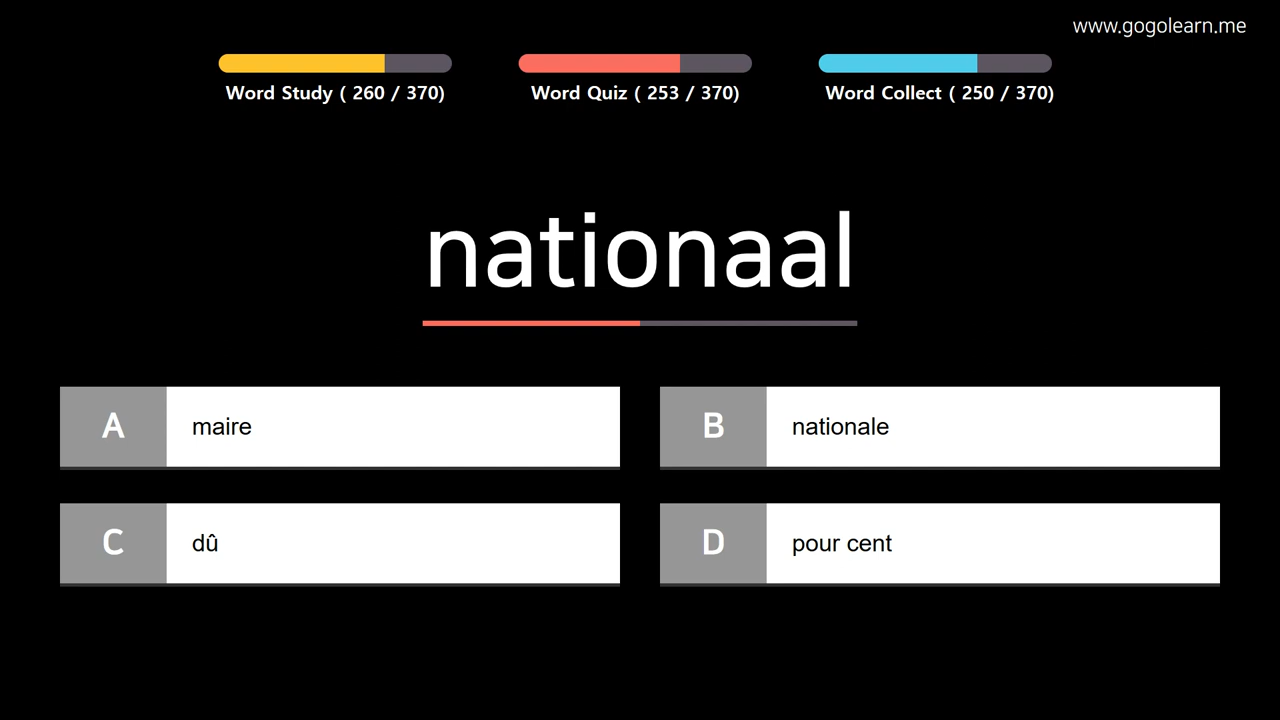 www.gogolearn.me
Word Study ( 260 / 370) Word Quiz ( 253 / 370) Word Collect ( 250 / 370)
nationaal
A maire
B nationale
C dû
D pour cent